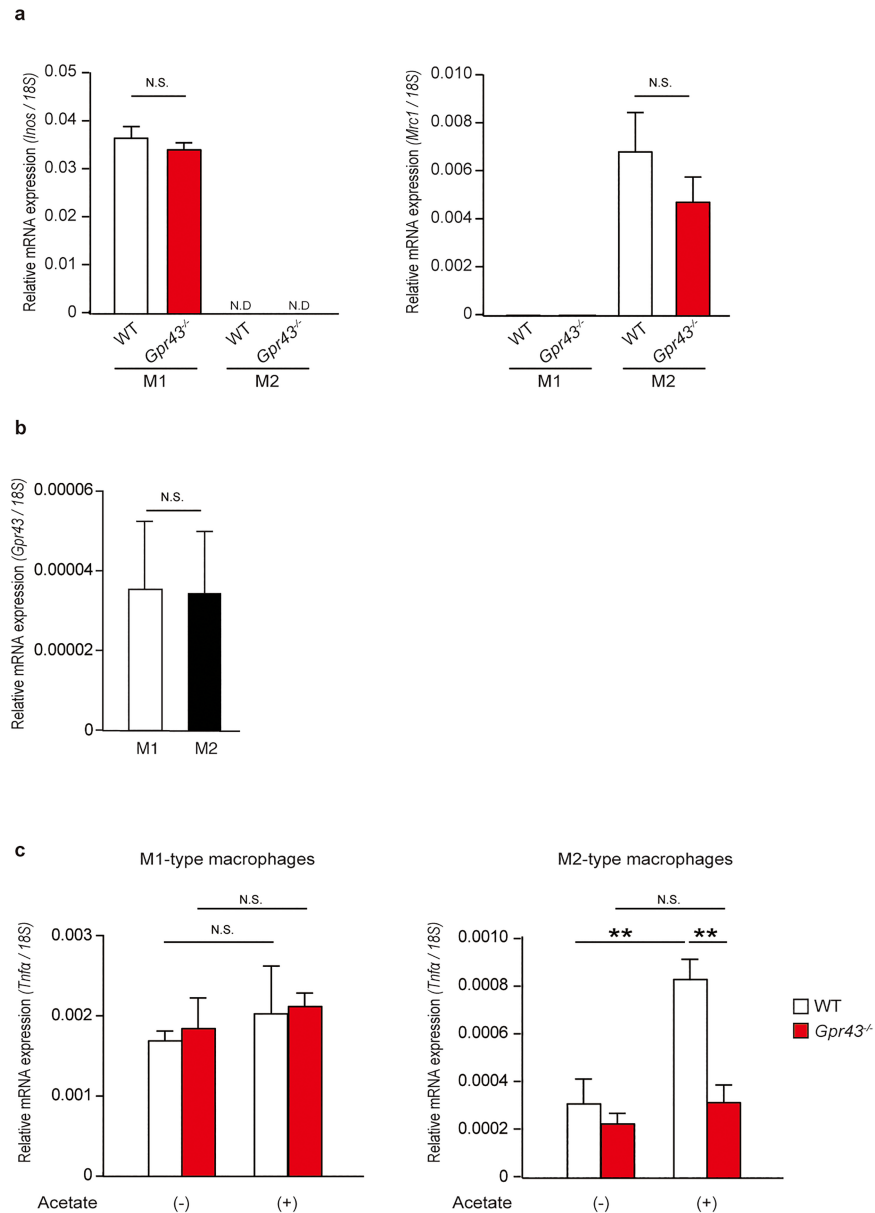 a
Relative mRNA expression (Inos / 18S)
0.05
0.04
0.03
0.02
0.01
0
N.S.
N.D
N.D
WT
Gpr43-/-
WT
Gpr43-/-
M1
M2
Relative mRNA expression (Mrc1 / 18S)
0.010
0.008
0.006
0.004
0.002
0
N.S.
WT
Gpr43-/-
WT
Gpr43-/-
M1
M2
b
Relative mRNA expression (Gpr43 / 18S)
0.00006
0.00004
0.00002
0
N.S.
M1
M2
c
M1-type macrophages
Relative mRNA expression (Tnfα / 18S)
0.003
0.002
0.001
0
N.S.
N.S.
Acetate
(-)
(+)
M2-type macrophages
Relative mRNA expression (Tnfα / 18S)
0.0010
0.0008
0.0006
0.0004
0.0002
0
N.S.
**
**
Acetate
(-)
(+)
WT
Gpr43-/-